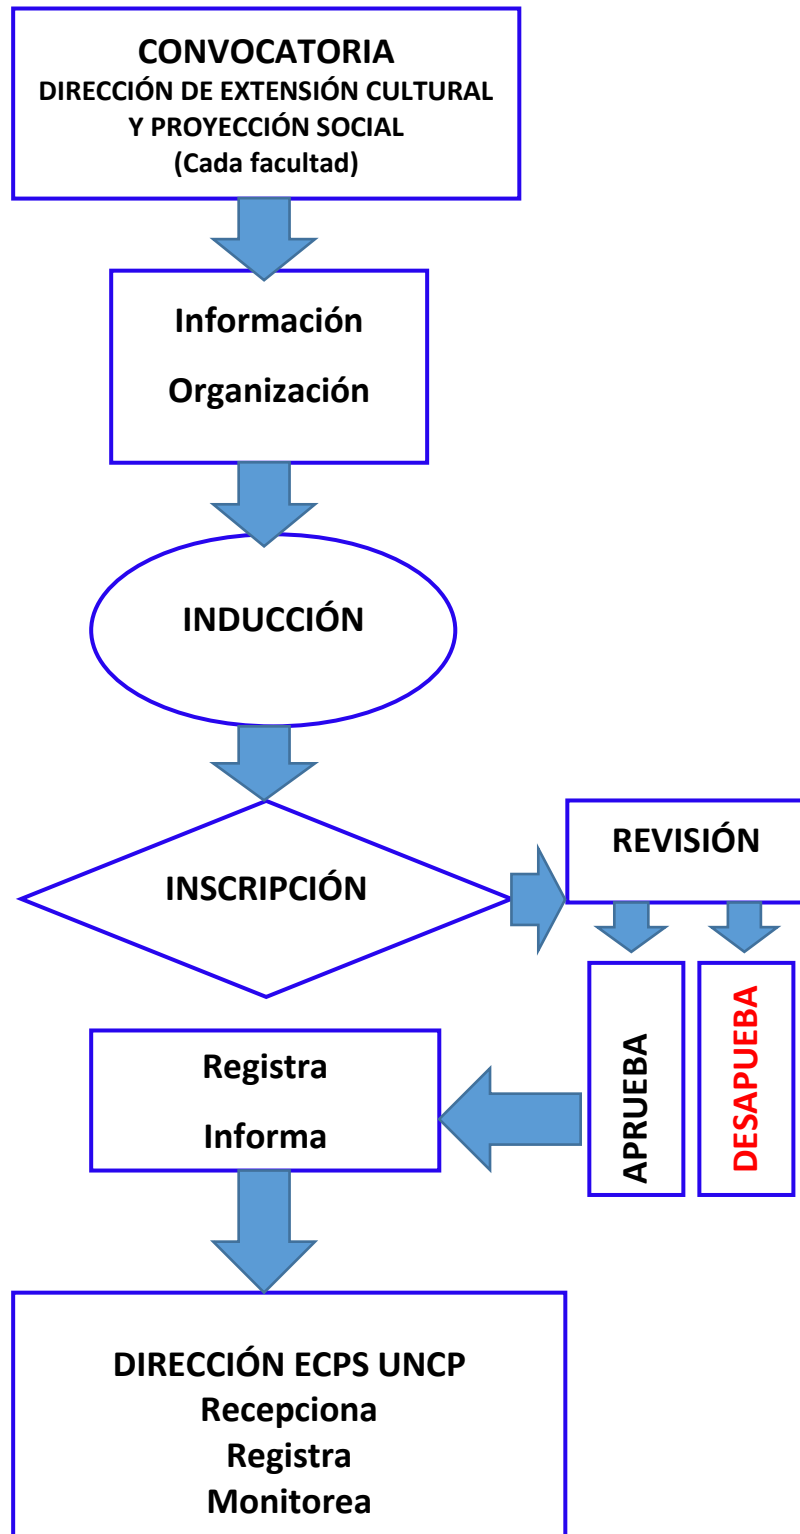 CONVOCATORIA
DIRECCIÓN DE EXTENSIÓN CULTURAL
Y PROYECCIÓN SOCIAL
(Cada facultad)
Información
Organización
INDUCCIÓN
INSCRIPCIÓN
REVISIÓN
APRUEBA
DESAPUEBA
Registra
Informa
DIRECCIÓN ECPS UNCP
Recepciona
Registra
Monitorea